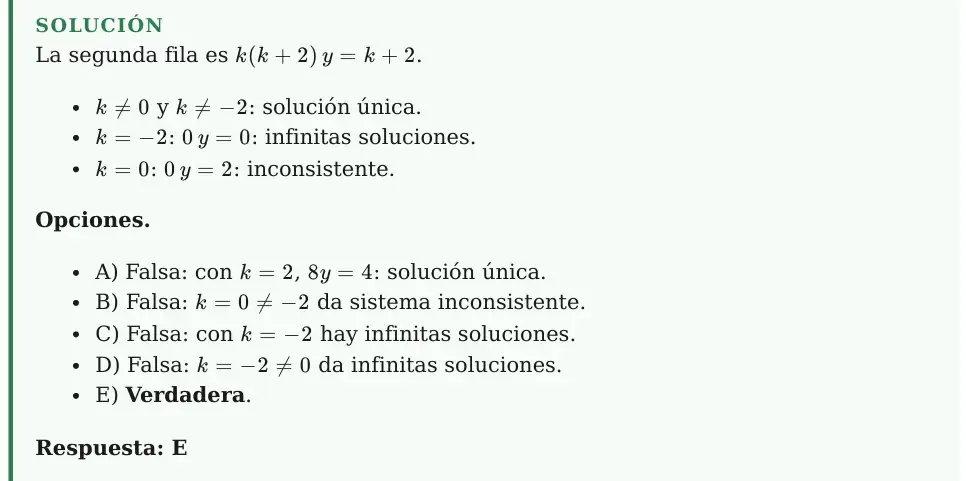 SOLUCIÓN
La segunda fila es k(k + 2) y = k + 2.
• k ≠ 0 y k ≠ −2: solución única.
• k = −2: 0 y = 0: infinitas soluciones.
• k = 0: 0 y = 2: inconsistente.
Opciones.
• A) Falsa: con k = 2, 8y = 4: solución única.
• B) Falsa: k = 0 ≠ −2 da sistema inconsistente.
• C) Falsa: con k = −2 hay infinitas soluciones.
• D) Falsa: k = −2 ≠ 0 da infinitas soluciones.
• E) Verdadera.
Respuesta: E